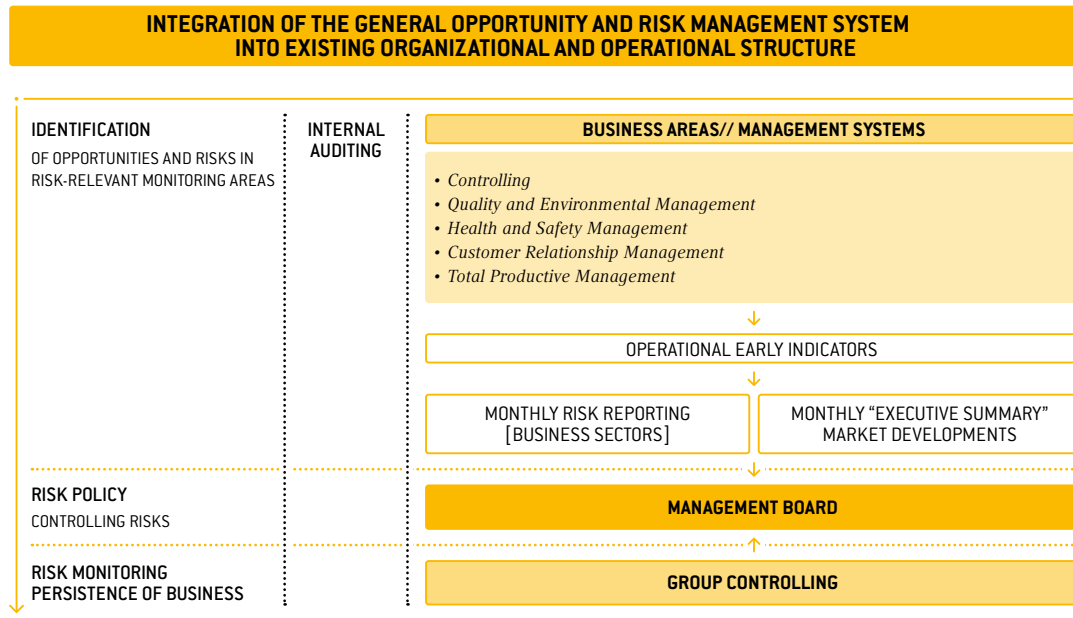 INTEGRATION OF THE GENERAL OPPORTUNITY AND RISK MANAGEMENT SYSTEM
INTO EXISTING ORGANIZATIONAL AND OPERATIONAL STRUCTURE
IDENTIFICATION
OF OPPORTUNITIES AND RISKS IN
RISK-RELEVANT MONITORING AREAS
INTERNAL
AUDITING
BUSINESS AREAS// MANAGEMENT SYSTEMS
• Controlling
• Quality and Environmental Management
• Health and Safety Management
• Customer Relationship Management
• Total Productive Management
OPERATIONAL EARLY INDICATORS
MONTHLY RISK REPORTING
[BUSINESS SECTORS]
MONTHLY “EXECUTIVE SUMMARY”
MARKET DEVELOPMENTS
RISK POLICY
CONTROLLING RISKS
MANAGEMENT BOARD
RISK MONITORING
PERSISTENCE OF BUSINESS
GROUP CONTROLLING